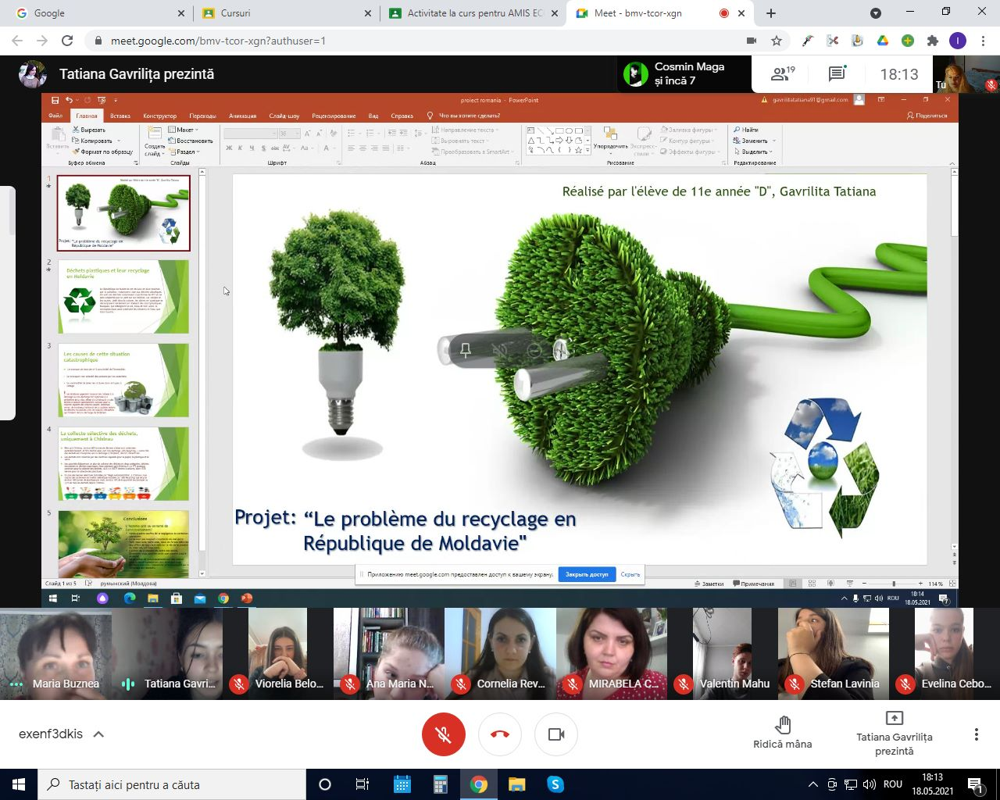 Google
Cursuri
Activitate la curs pentru AMIS EC
Meet - bmv-tcor-xgn
meet.google.com/bmv-tcor-xgn?authuser=1
Tatiana Gavrilița prezintă
Cosmin Maga
și încă 7
19
18:13
Tu
proiect romania - PowerPoint
gavrilitatatiana91@gmail.com
Файл Главная Вставка Конструктор Переходы Анимация Слайд-шоу Рецензирование Вид Справка Что вы хотите сделать? Поделиться
Вставить
Вырезать
Копировать
Формат по образцу
Буфер обмена
Создать слайд
Макет
Восстановить
Раздел
Слайды
Шрифт
Направление текста
Выровнять текст
Преобразовать в SmartArt
Абзац
Упорядочить
Экспресс-стили
Заливка фигуры
Контур фигуры
Эффекты фигуры
Рисование
Найти
Заменить
Выделить
Редактирование
1
Projet: "Le problème du recyclage en
République de Moldavie"
2
Déchets plastiques et leur recyclage
en Moldavie
3
Les causes de cette situation
catastrophique
4
La collecte sélective des déchets,
uniquement à Chisinau
5
Conclusions
Réalisé par l'élève de 11e année "D", Gavrilita Tatiana
Projet: “Le problème du recyclage en
République de Moldavie"
Приложению meet.google.com предоставлен доступ к вашему экрану.
Закрыть доступ
Скрыть
Слайд 1 из 5
румынский (Молдова)
Заметки
Примечания
114 %
ROU
18:14
18.05.2021
Maria Buznea
Tatiana Gavri...
Viorelia Belo...
Ana Maria N...
Cornelia Rev...
MIRABELA C...
Valentin Mahu
Stefan Lavinia
Evelina Cebo...
exenf3dkis
Ridică mâna
Tatiana Gavrilița
prezintă
Tastați aici pentru a căuta
ROU
18:13
18.05.2021
1